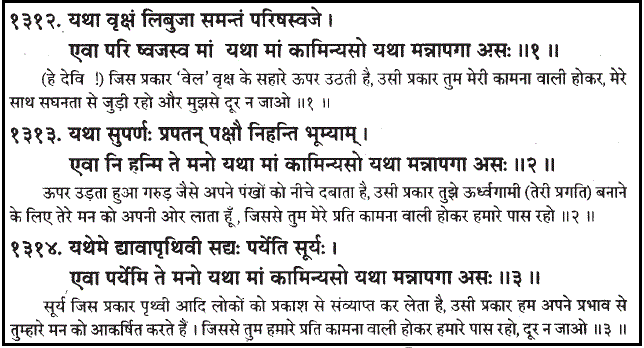 १३१२. यथा वृक्षं लिबुजा समन्तं परिषस्वजे ।
एवा परि ष्वजस्व मां यथा मां कामिन्यसो यथा मन्नापगा असः ॥१ ॥
(हे देवि !) जिस प्रकार ‘वेल’ वृक्ष के सहारे ऊपर उठती है, उसी प्रकार तुम मेरी कामना वाली होकर, मेरे
साथ सघनता से जुड़ी रहो और मुझसे दूर न जाओ ॥१ ॥
१३१३. यथा सुपर्णः प्रपतन् पक्षौ निहन्ति भूम्याम् ।
एवा नि हन्मि ते मनो यथा मां कामिन्यसो यथा मन्नापगा असः ॥२ ॥
ऊपर उड़ता हुआ गरुड़ जैसे अपने पंखों को नीचे दबाता है, उसी प्रकार तुझे ऊर्ध्वगामी (तेरी प्रगति) बनाने
के लिए तेरे मन को अपनी ओर लाता हूँ , जिससे तुम मेरे प्रति कामना वाली होकर हमारे पास रहो ॥२ ॥
१३१४. यथेमे द्यावापृथिवी सद्यः पर्येति सूर्यः ।
एवा पर्येमि ते मनो यथा मां कामिन्यसो यथा मन्नापगा असः ॥३ ॥
सूर्य जिस प्रकार पृथ्वी आदि लोकों को प्रकाश से संव्याप्त कर लेता है, उसी प्रकार हम अपने प्रभाव से
तुम्हारे मन को आकर्षित करते हैं । जिससे तुम हमारे प्रति कामना वाली होकर हमारे पास रहो, दूर न जाओ ॥३ ॥